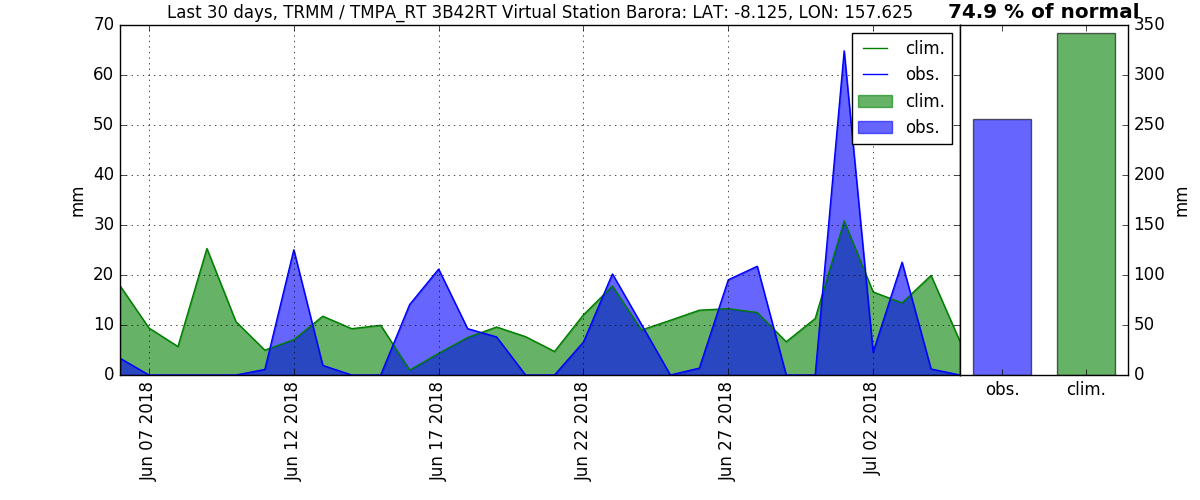 Last 30 days, TRMM / TMPA_RT 3B42RT Virtual Station Barora: LAT: -8.125, LON: 157.625
74.9 % of normal
70
60
50
40
30
20
10
0
mm
clim.
obs.
clim.
obs.
350
300
250
200
150
100
50
0
mm
Jun 07 2018
Jun 12 2018
Jun 17 2018
Jun 22 2018
Jun 27 2018
Jul 02 2018
obs.
clim.